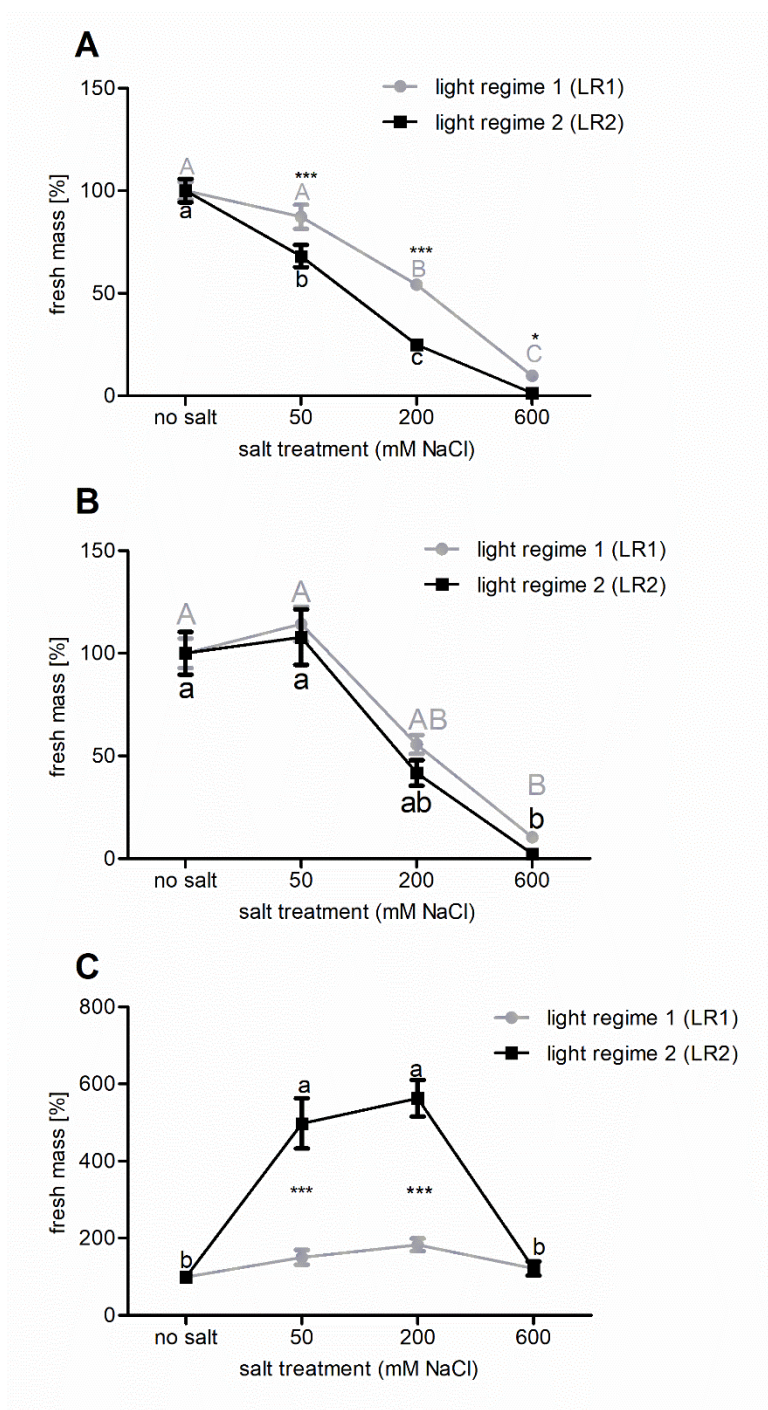 A
150
100
50
0
fresh mass [%]
light regime 1 (LR1)
light regime 2 (LR2)
A
a
***
A
b
***
B
c
*
C
no salt 50 200 600
salt treatment (mM NaCl)
B
150
100
50
0
fresh mass [%]
light regime 1 (LR1)
light regime 2 (LR2)
A
a
A
a
AB
ab
B
b
no salt 50 200 600
salt treatment (mM NaCl)
C
800
600
400
200
0
fresh mass [%]
light regime 1 (LR1)
light regime 2 (LR2)
b
a
***
a
***
b
no salt 50 200 600
salt treatment (mM NaCl)